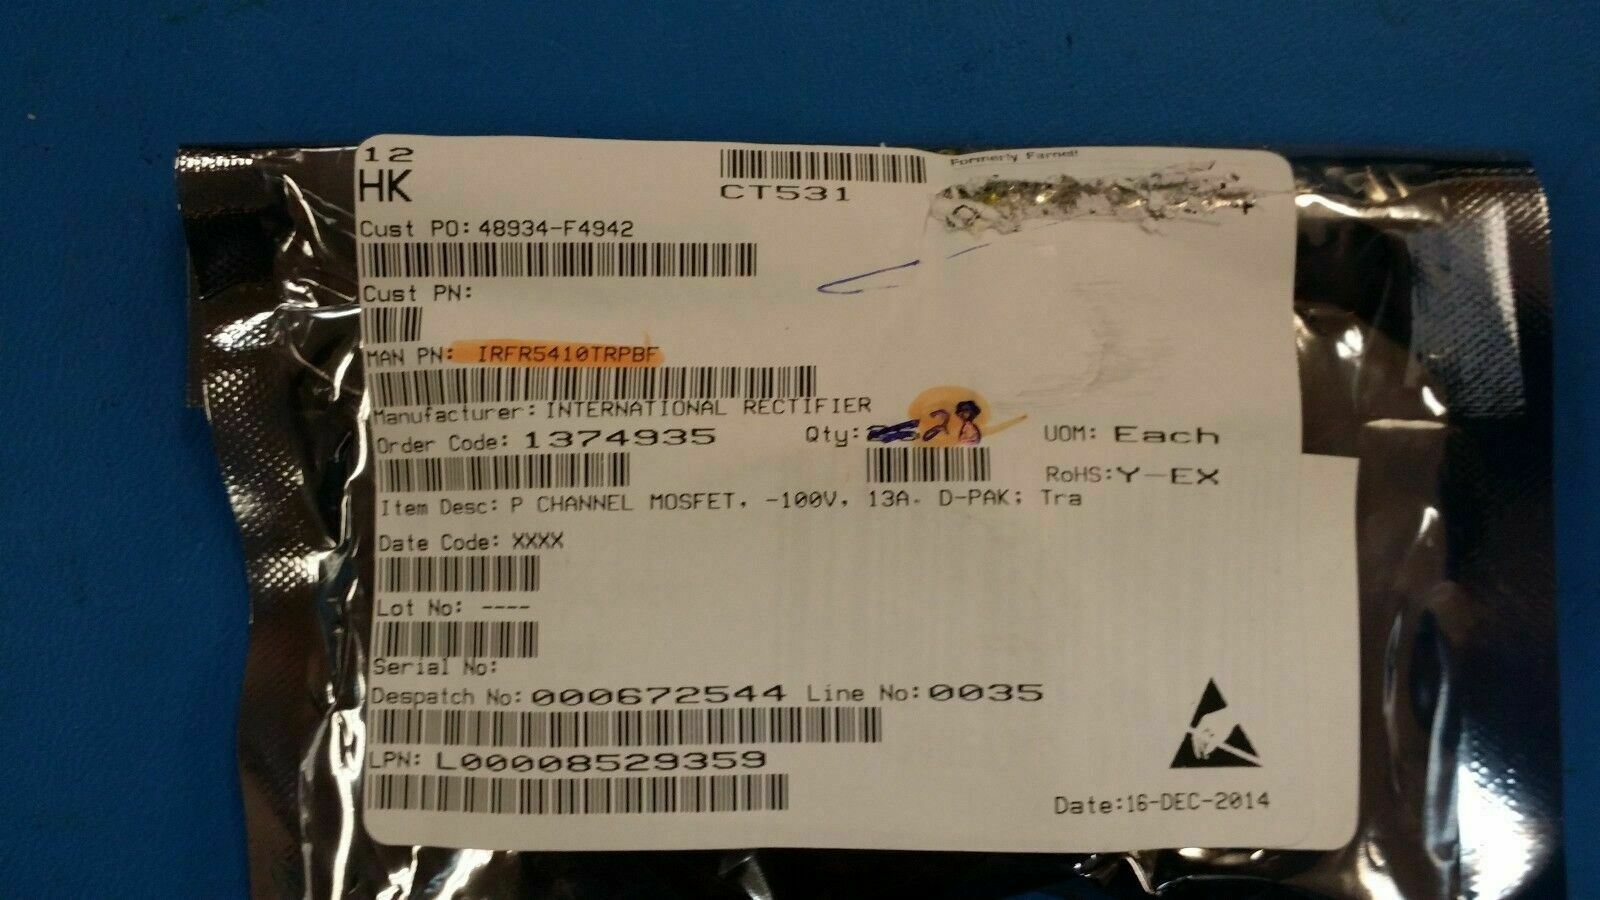 12
HK
CT531
Formerly Farnell
Cust PO: 48934-F4942
Cust PN:
MAN PN: IRFR5410TRPBF
Manufacturer: INTERNATIONAL RECTIFIER
Order Code: 1374935 Qty: 28 UOM: Each
RoHS: Y-EX
Item Desc: P CHANNEL MOSFET, -100V, 13A. D-PAK; Tra
Date Code: XXXX
Lot No: ----
Serial No:
Despatch No: 000672544 Line No: 0035
LPN: L00008529359
Date:16-DEC-2014